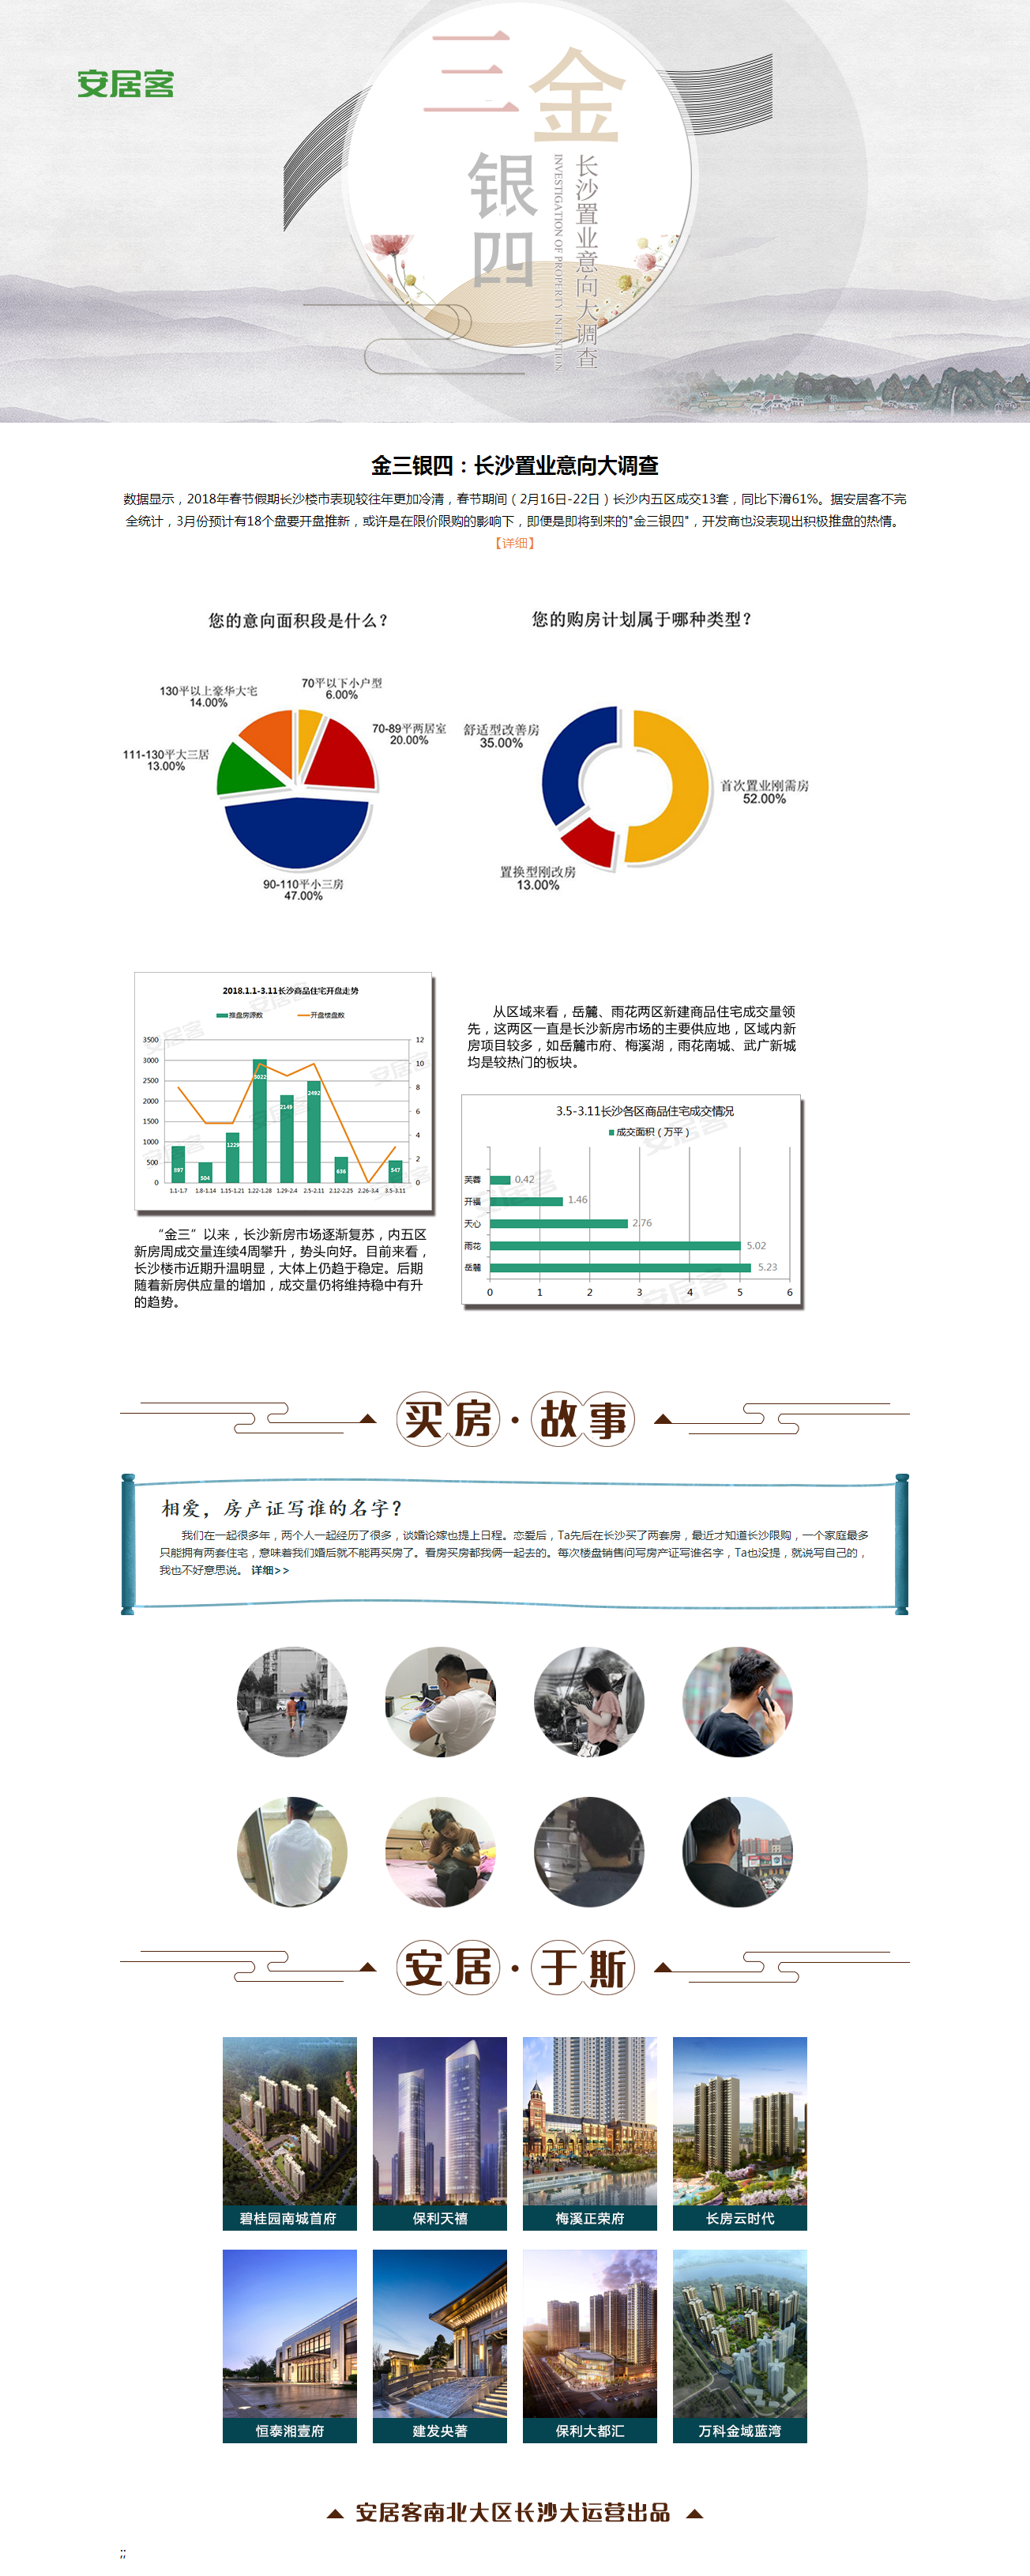 安居客
金三
银四
长沙置业意向大调查
INVESTIGATION OF PROPERTY INTENTION
金三银四：长沙置业意向大调查
数据显示，2018年春节假期长沙楼市表现较往年更加冷清，春节期间（2月16日-22日）长沙内五区成交13套，同比下滑61%。据安居客不完
全统计，3月份预计有18个盘要开盘推新，或许是在限价限购的影响下，即便是即将到来的"金三银四"，开发商也没表现出积极推盘的热情。
【详细】
您的意向面积段是什么？
130平以上豪华大宅
14.00%
70平以下小户型
6.00%
70-89平两居室
20.00%
111-130平大三居
13.00%
90-110平小三房
47.00%
您的购房计划属于哪种类型？
舒适型改善房
35.00%
首次置业刚需房
52.00%
置换型刚改房
13.00%
2018.1.1-3.11长沙商品住宅开盘走势
推盘房源数 开盘楼盘数
3500 12
3000 10
2500 8
2000
1500 6
1000 4
500 2
0 0
897 504 1229 3022 2149 2492 636 547
1.1-1.7 1.8-1.14 1.15-1.21 1.22-1.28 1.29-2.4 2.5-2.11 2.12-2.25 2.26-3.4 3.5-3.11
安居客
“金三”以来，长沙新房市场逐渐复苏，内五区
新房周成交量连续4周攀升，势头向好。目前来看，
长沙楼市近期升温明显，大体上仍趋于稳定。后期
随着新房供应量的增加，成交量仍将维持稳中有升
的趋势。
从区域来看，岳麓、雨花两区新建商品住宅成交量领
先，这两区一直是长沙新房市场的主要供应地，区域内新
房项目较多，如岳麓市府、梅溪湖，雨花南城、武广新城
均是较热门的板块。
3.5-3.11长沙各区商品住宅成交情况
成交面积（万平）
芙蓉 0.42
开福 1.46
天心 2.76
雨花 5.02
岳麓 5.23
0 1 2 3 4 5 6
安居客
买房·故事
相爱，房产证写谁的名字？
我们在一起很多年，两个人一起经历了很多，谈婚论嫁也提上日程。恋爱后，Ta先后在长沙买了两套房，最近才知道长沙限购，一个家庭最多
只能拥有两套住宅，意味着我们婚后就不能再买房了。看房买房都我俩一起去的。每次楼盘销售问写房产证写谁名字，Ta也没提，就说写自己的，
我也不好意思说。 详细>>
安居·于斯
碧桂园南城首府 保利天禧 梅溪正荣府 长房云时代
恒泰湘壹府 建发央著 保利大都汇 万科金域蓝湾
安居客南北大区长沙大运营出品
;;